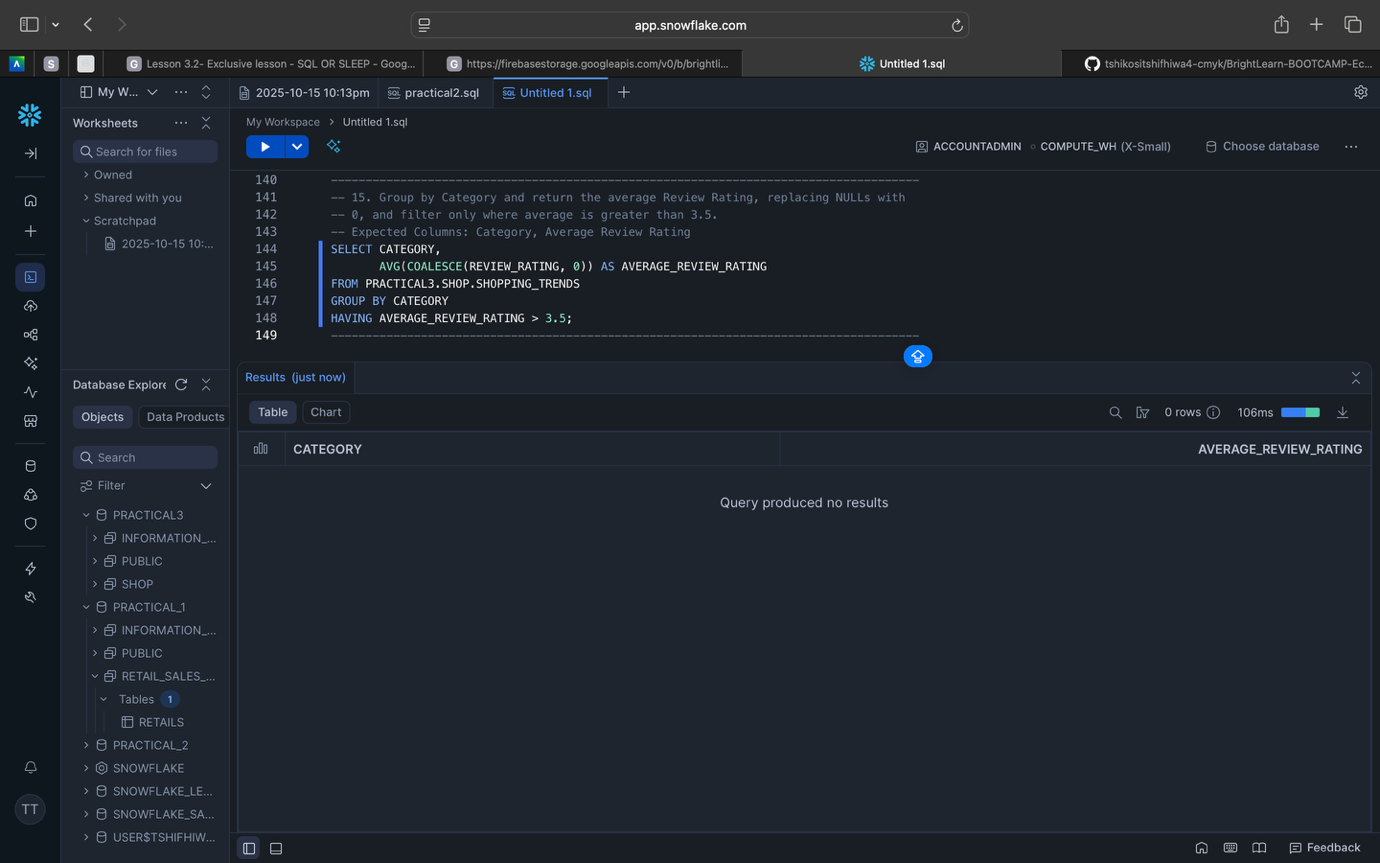 app.snowflake.com
S
G Lesson 3.2- Exclusive lesson - SQL OR SLEEP - Goog...
G https://firebasestorage.googleapis.com/v0/b/brightli...
Untitled 1.sql
tshikositshifhiwa4-cmyk/BrightLearn-BOOTCAMP-Ec...
My W...
2025-10-15 10:13pm
SQL practical2.sql
SQL Untitled 1.sql
Worksheets
Search for files
Owned
Shared with you
Scratchpad
2025-10-15 10:...
My Workspace > Untitled 1.sql
ACCOUNTADMIN COMPUTE_WH (X-Small) Choose database
140 -------------------------------------------------------------------------------------
141 -- 15. Group by Category and return the average Review Rating, replacing NULLs with
142 -- 0, and filter only where average is greater than 3.5.
143 -- Expected Columns: Category, Average Review Rating
144 SELECT CATEGORY,
145 AVG(COALESCE(REVIEW_RATING, 0)) AS AVERAGE_REVIEW_RATING
146 FROM PRACTICAL3.SHOP.SHOPPING_TRENDS
147 GROUP BY CATEGORY
148 HAVING AVERAGE_REVIEW_RATING > 3.5;
149 -------------------------------------------------------------------------------------
Database Explore
Objects Data Products
Search
Filter
PRACTICAL3
INFORMATION_...
PUBLIC
SHOP
PRACTICAL_1
INFORMATION_...
PUBLIC
RETAIL_SALES_...
Tables 1
RETAILS
PRACTICAL_2
SNOWFLAKE
SNOWFLAKE_LE...
SNOWFLAKE_SA...
USER$TSHIFHIW...
TT
Results (just now)
Table Chart
0 rows 106ms
CATEGORY AVERAGE_REVIEW_RATING
Query produced no results
Feedback